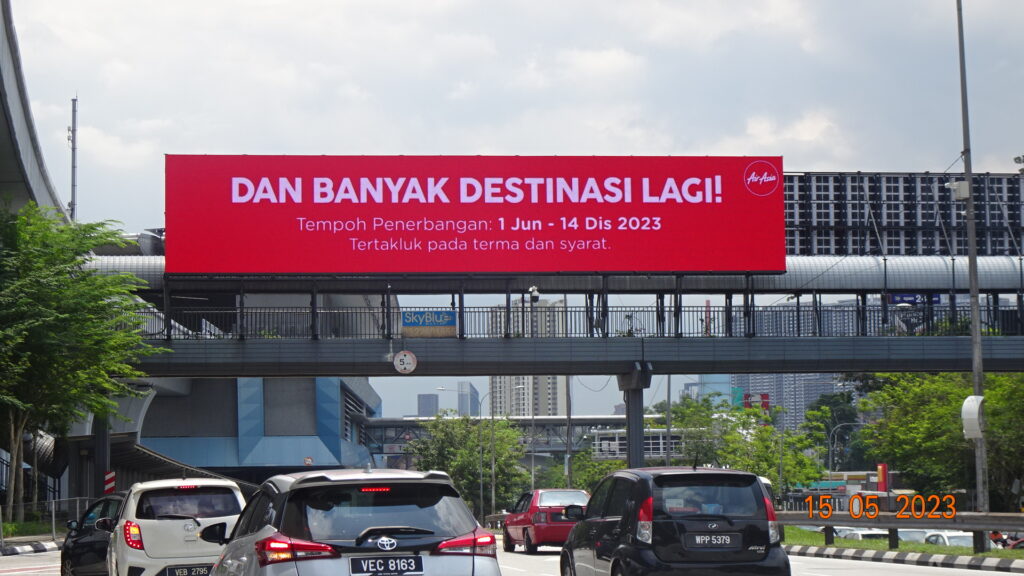 DAN BANYAK DESTINASI LAGI!
AirAsia
Tempoh Penerbangan: 1 Jun - 14 Dis 2023
Tertakluk pada terma dan syarat.
SkyBlu
5
VEB 2795
VEC 8163
WPP 5379
15 05 2023